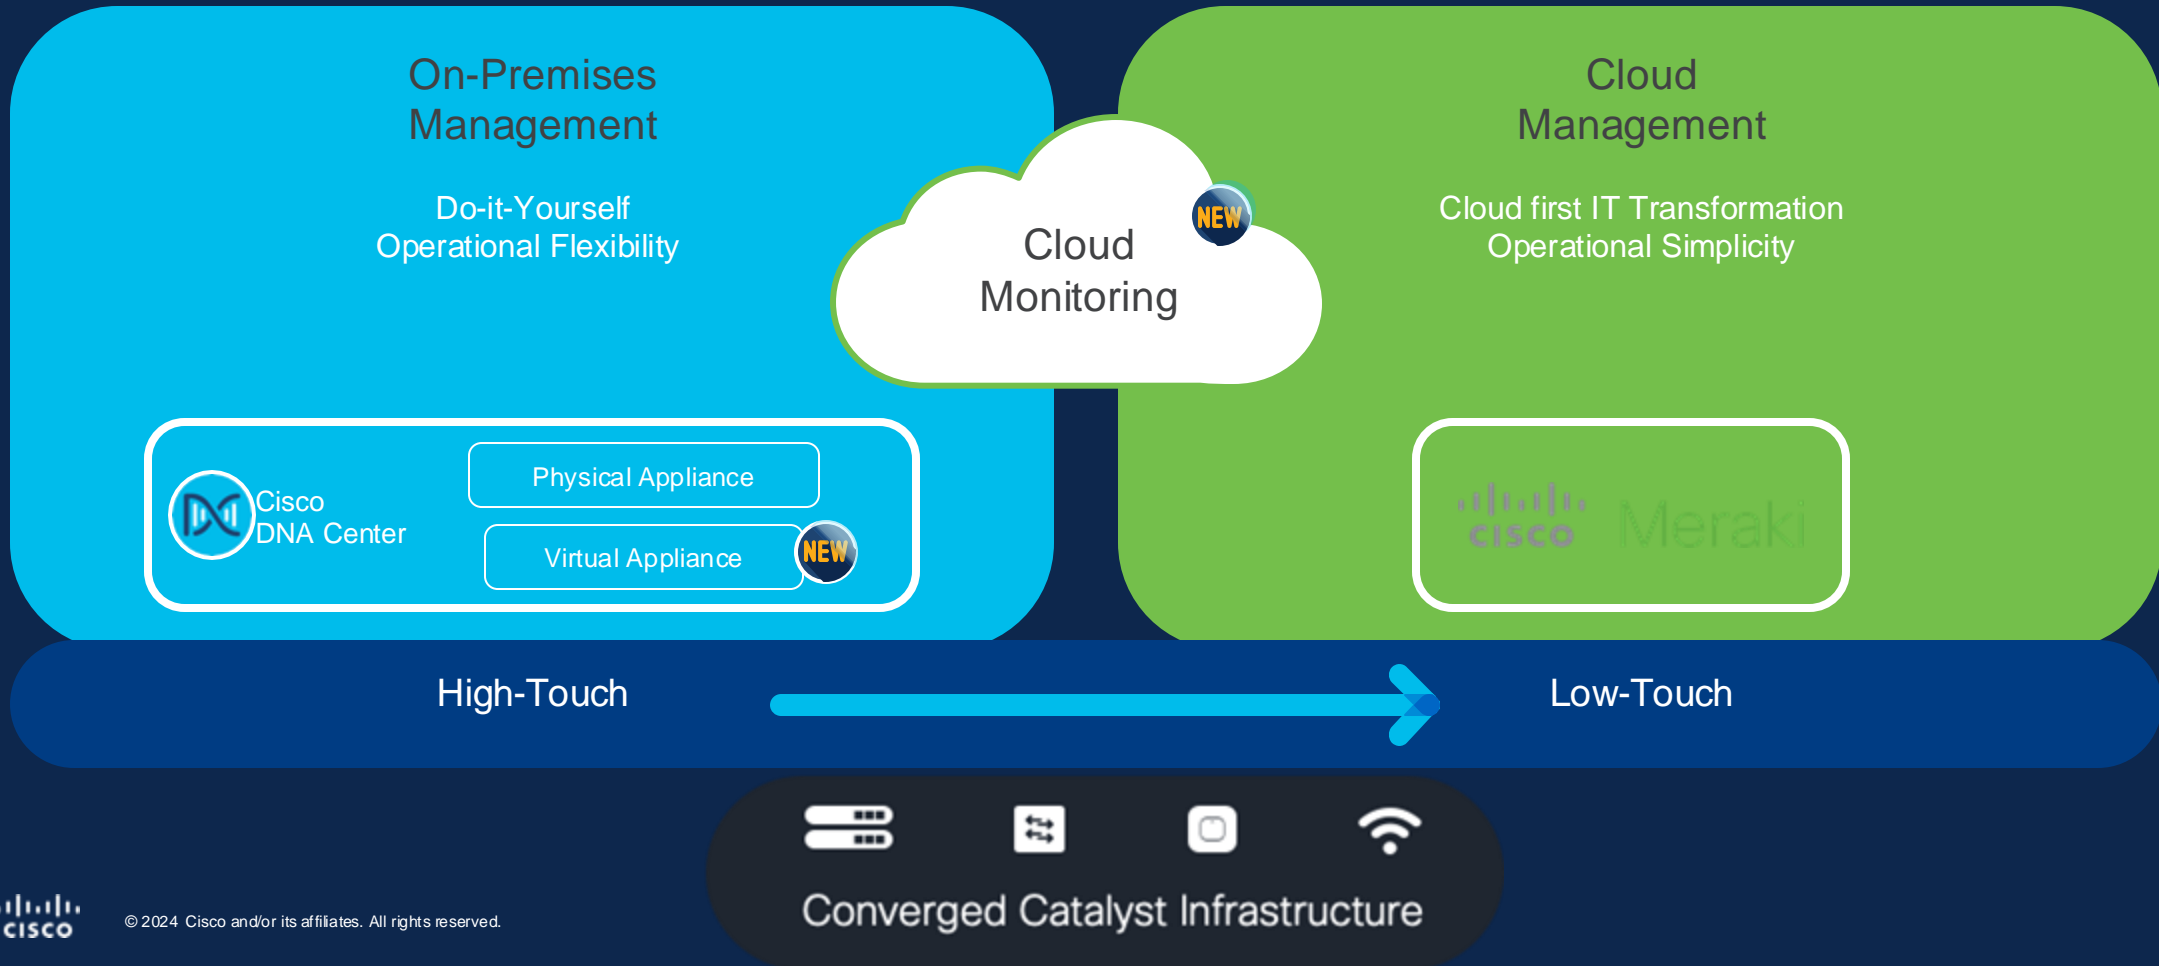 On-Premises
Management
Do-it-Yourself
Operational Flexibility
Cloud
Monitoring
NEW
Cloud
Management
Cloud first IT Transformation
Operational Simplicity
Cisco
DNA Center
Physical Appliance
Virtual Appliance
NEW
cisco Meraki
High-Touch
Low-Touch
Converged Catalyst Infrastructure
cisco
© 2024 Cisco and/or its affiliates. All rights reserved.